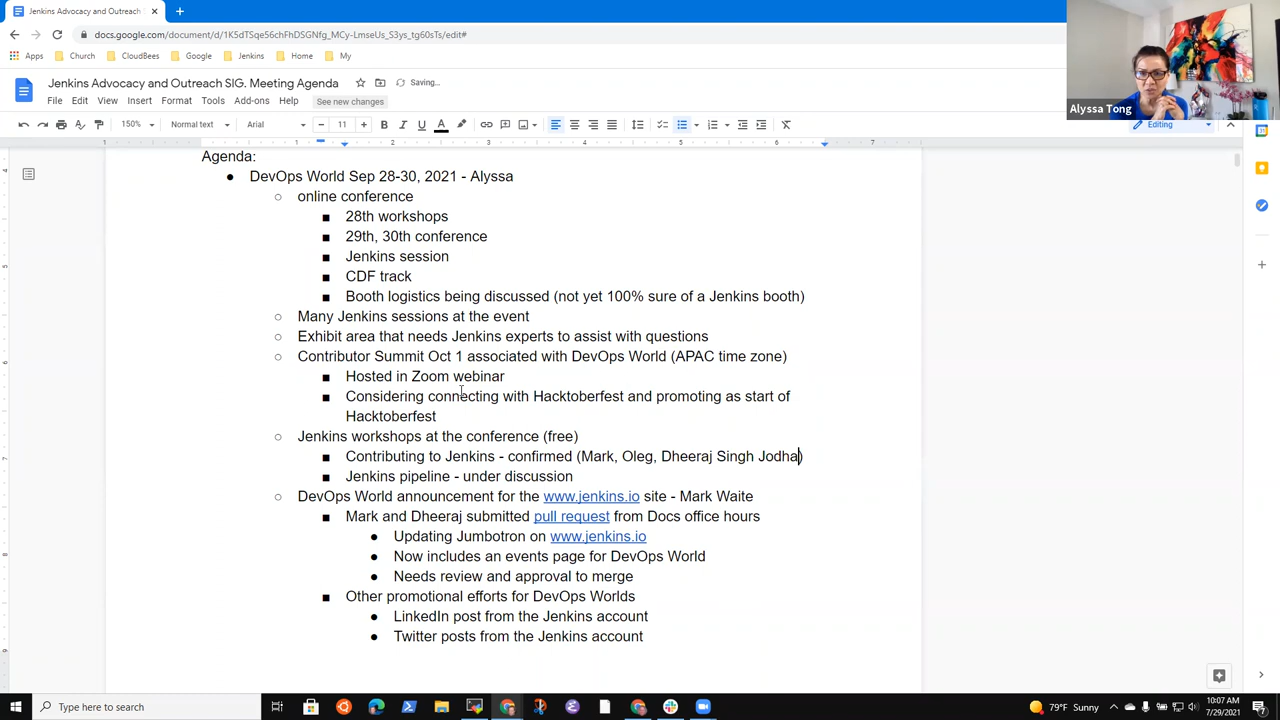 Jenkins Advocacy and Outreach S
docs.google.com/document/d/1K5dTSqe56chFhDSGNfg_MCy-LmseUs_S3ys_tg60sTs/edit#
Apps Church CloudBees Google Jenkins Home My
Jenkins Advocacy and Outreach SIG. Meeting Agenda Saving...
File Edit View Insert Format Tools Add-ons Help See new changes
150% Normal text Arial 11 Editing
Alyssa Tong
1 1 2 3 4 5 6 7
Agenda:
DevOps World Sep 28-30, 2021 - Alyssa
online conference
28th workshops
29th, 30th conference
Jenkins session
CDF track
Booth logistics being discussed (not yet 100% sure of a Jenkins booth)
Many Jenkins sessions at the event
Exhibit area that needs Jenkins experts to assist with questions
Contributor Summit Oct 1 associated with DevOps World (APAC time zone)
Hosted in Zoom webinar
Considering connecting with Hacktoberfest and promoting as start of
Hacktoberfest
Jenkins workshops at the conference (free)
Contributing to Jenkins - confirmed (Mark, Oleg, Dheeraj Singh Jodha)
Jenkins pipeline - under discussion
DevOps World announcement for the www.jenkins.io site - Mark Waite
Mark and Dheeraj submitted pull request from Docs office hours
Updating Jumbotron on www.jenkins.io
Now includes an events page for DevOps World
Needs review and approval to merge
Other promotional efforts for DevOps Worlds
LinkedIn post from the Jenkins account
Twitter posts from the Jenkins account
Type here to search
79°F Sunny
10:07 AM
7/29/2021